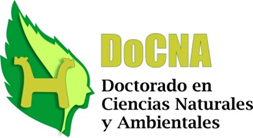 DoCNA
Doctorado en
Ciencias Naturales
y Ambientales